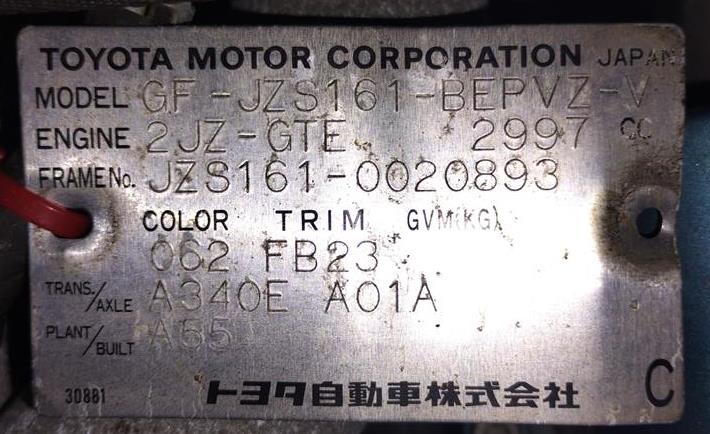 TOYOTA MOTOR CORPORATION JAPAN
MODEL GF-JZS161-BEPVZ-V
ENGINE 2JZ-GTE 2997 CC
FRAME No. JZS161-0020893
COLOR TRIM GVM(KG)
062 FB23
TRANS./AXLE A340E A01A
PLANT/BUILT A55
30881 トヨタ自動車株式会社 C